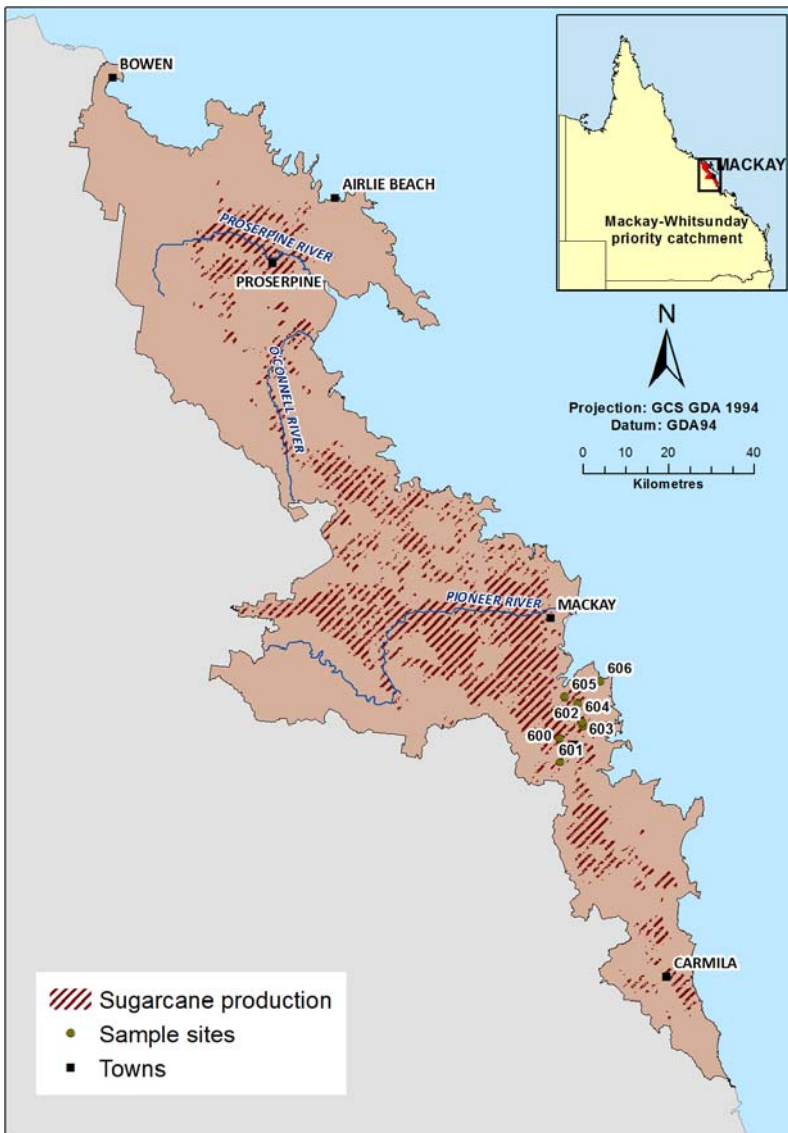 BOWEN
AIRLIE BEACH
PROSERPINE RIVER
PROSERPINE
O'CONNELL RIVER
MACKAY
Mackay-Whitsunday
priority catchment
N
Projection: GCS GDA 1994
Datum: GDA94
0 10 20 40
Kilometres
PIONEER RIVER
MACKAY
606
605
604
602
603
600
601
CARMILA
Sugarcane production
Sample sites
Towns